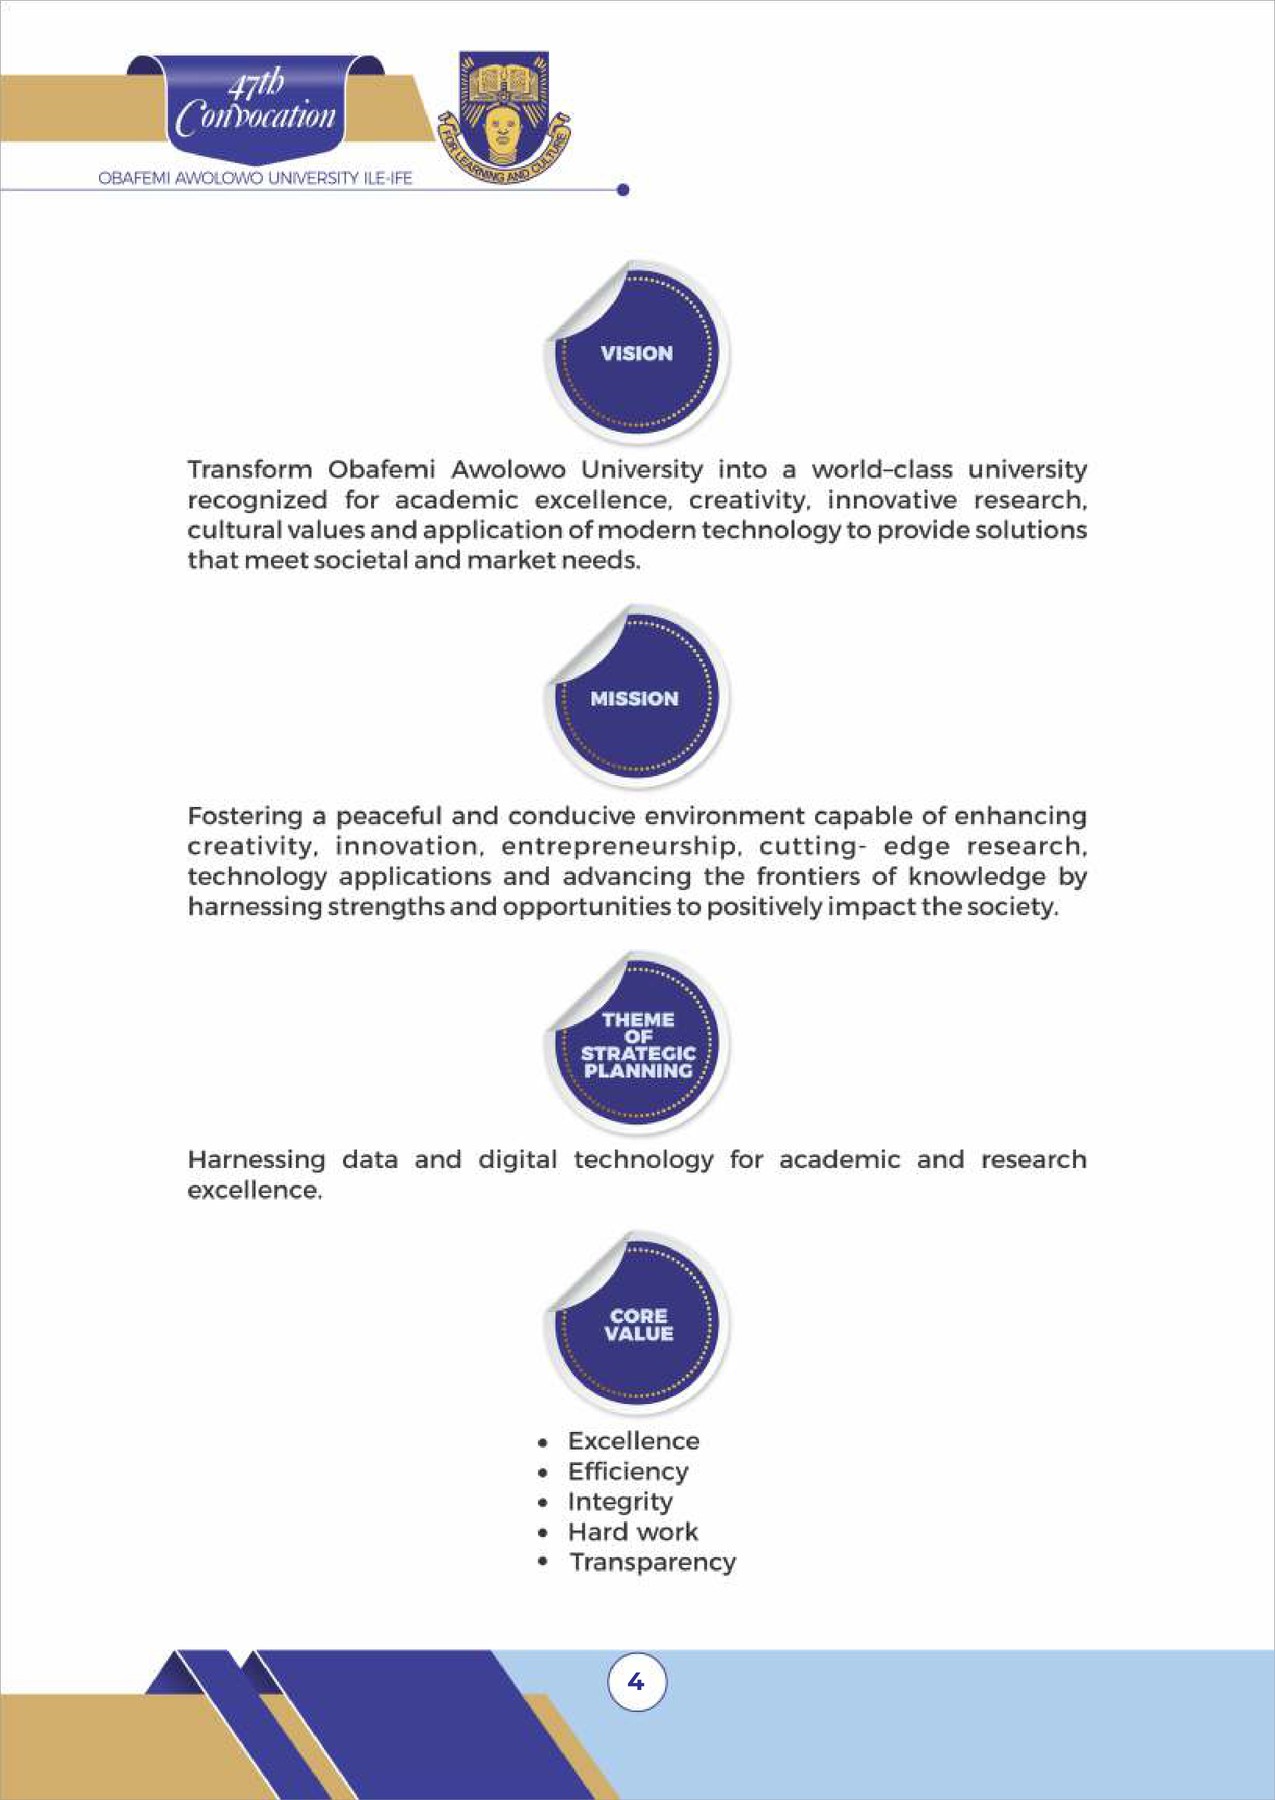 47th
Convocation
OBAFEMI AWOLOWO UNIVERSITY ILE-IFE
FOR LEARNING AND CULTURE
VISION
Transform Obafemi Awolowo University into a world–class university
recognized for academic excellence, creativity, innovative research,
cultural values and application of modern technology to provide solutions
that meet societal and market needs.
MISSION
Fostering a peaceful and conducive environment capable of enhancing
creativity, innovation, entrepreneurship, cutting- edge research,
technology applications and advancing the frontiers of knowledge by
harnessing strengths and opportunities to positively impact the society.
THEME
OF
STRATEGIC
PLANNING
Harnessing data and digital technology for academic and research
excellence.
CORE
VALUE
• Excellence
• Efficiency
• Integrity
• Hard work
• Transparency
4